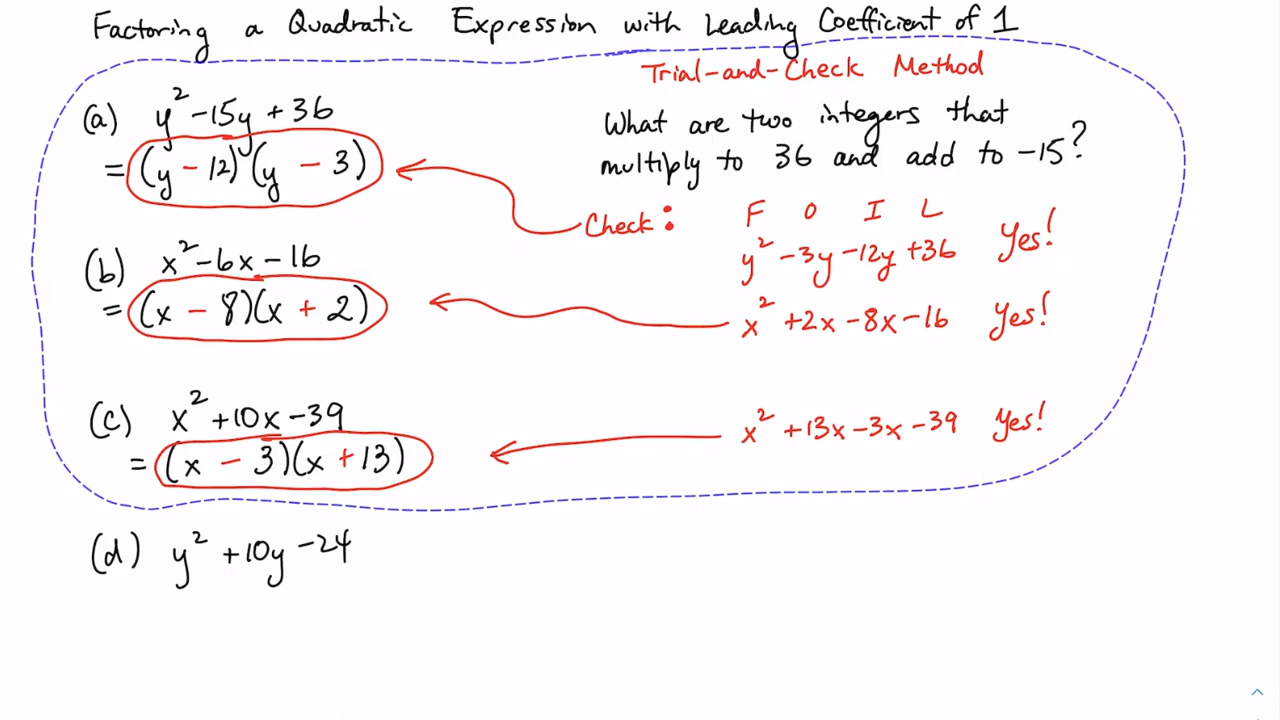 Factoring a Quadratic Expression with Leading Coefficient of 1
Trial-and-Check Method
(a) y² -15y + 36
= (y - 12)(y - 3)
What are two integers that
multiply to 36 and add to -15?
Check:
F O I L
y² -3y -12y +36 Yes!
(b) x² -6x -16
= (x - 8)(x + 2)
x² +2x -8x -16 Yes!
(c) x² +10x -39
= (x - 3)(x +13)
x² +13x -3x -39 Yes!
(d) y² +10y -24